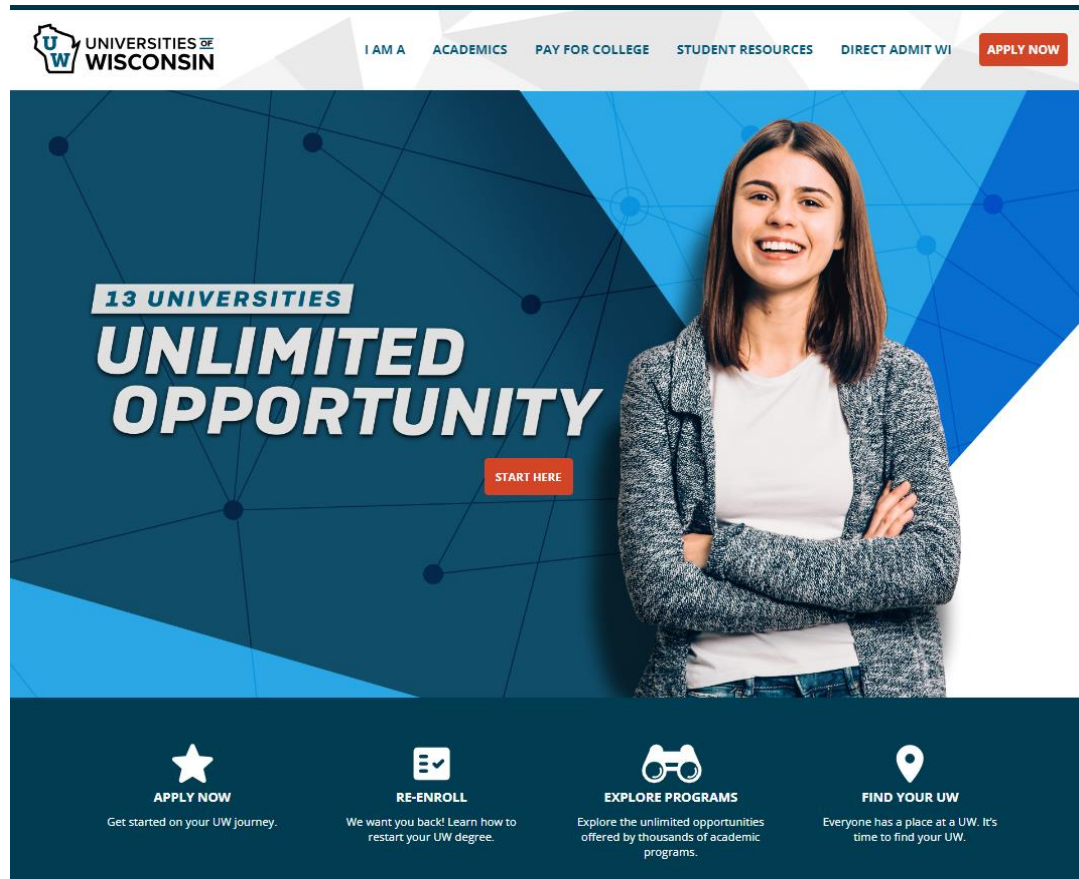 UW
UNIVERSITIES OF
WISCONSIN
I AM A
ACADEMICS
PAY FOR COLLEGE
STUDENT RESOURCES
DIRECT ADMIT WI
APPLY NOW
13 UNIVERSITIES
UNLIMITED
OPPORTUNITY
START HERE
APPLY NOW
Get started on your UW journey.
RE-ENROLL
We want you back! Learn how to
restart your UW degree.
EXPLORE PROGRAMS
Explore the unlimited opportunities
offered by thousands of academic
programs.
FIND YOUR UW
Everyone has a place at a UW. It's
time to find your UW.